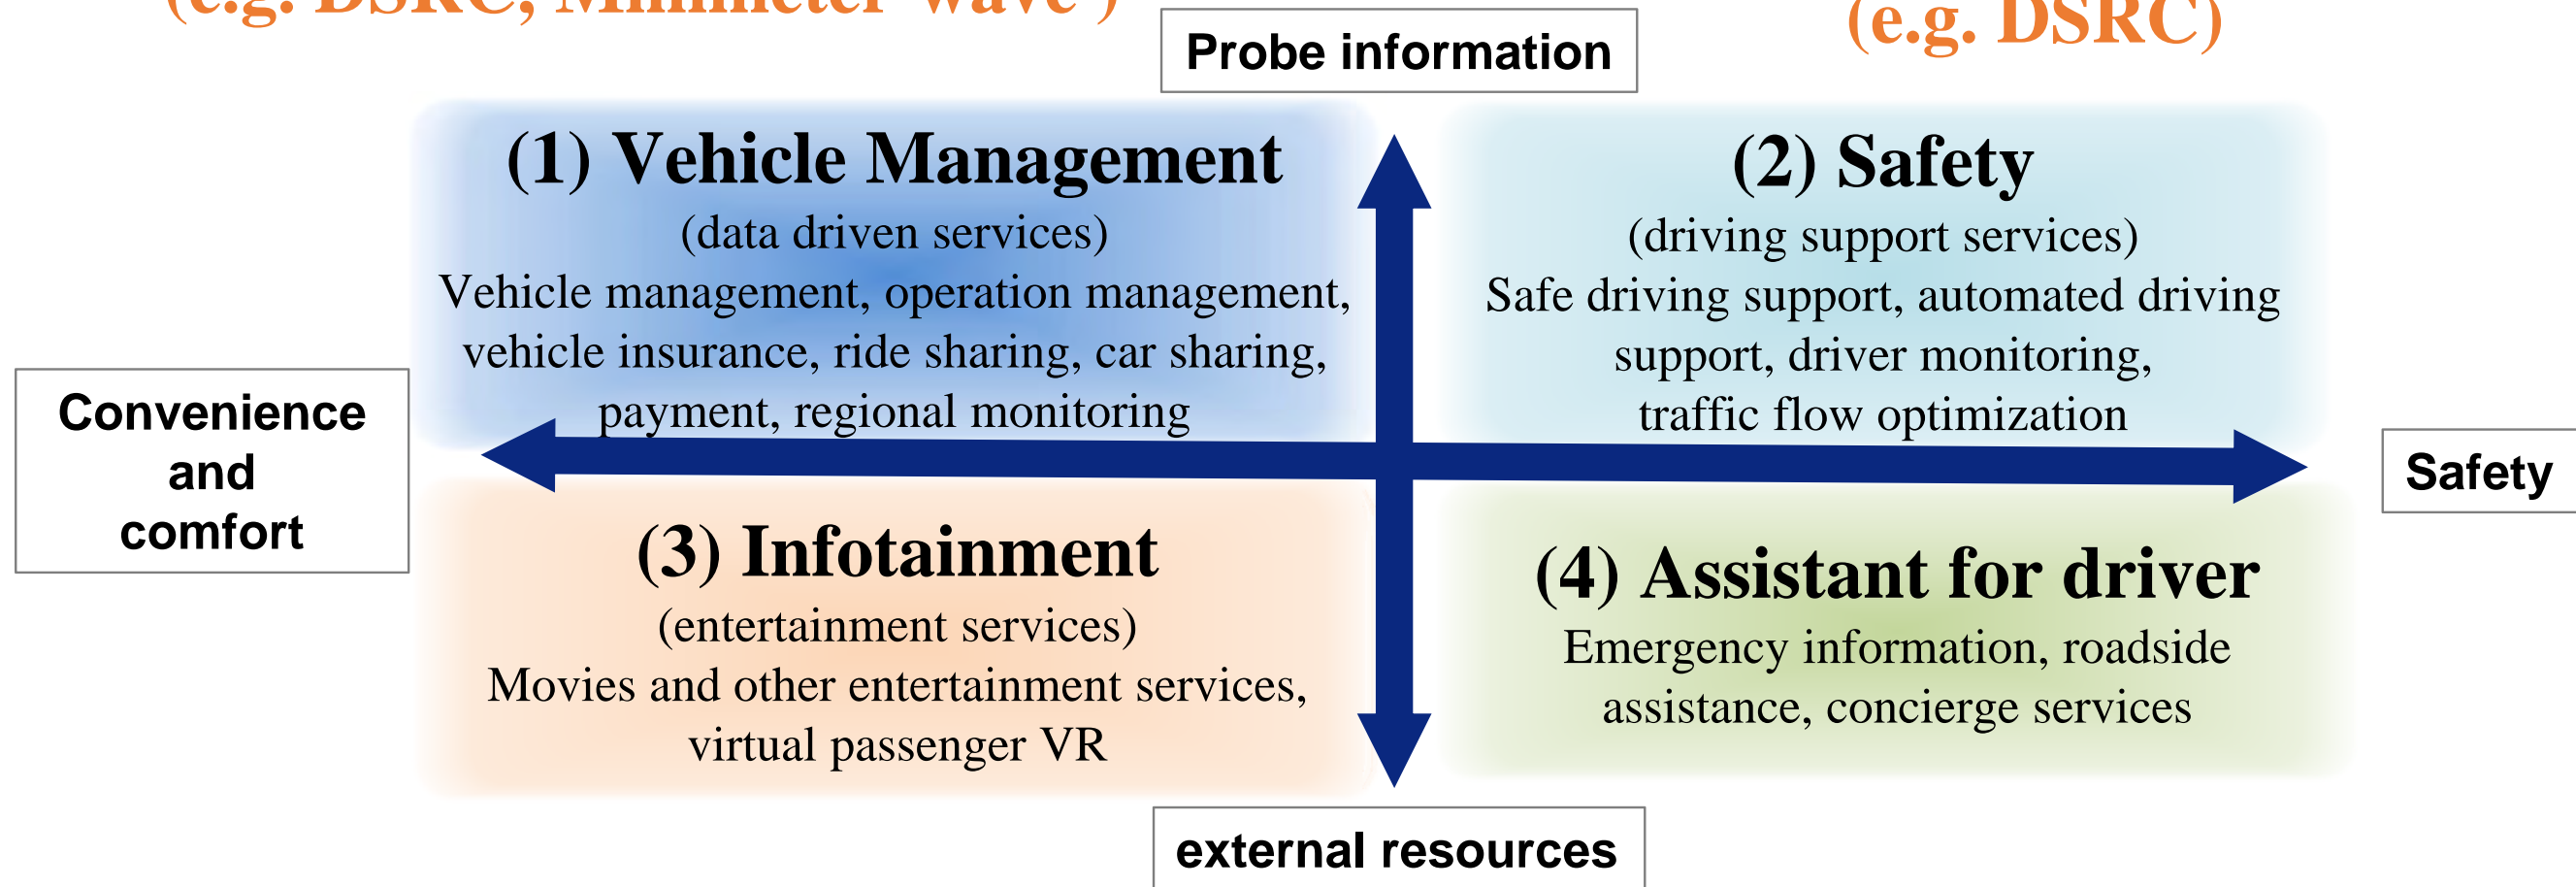 (e.g. DSRC, Millimeter-wave )
(e.g. DSRC)
Probe information
(1) Vehicle Management
(data driven services)
Vehicle management, operation management,
vehicle insurance, ride sharing, car sharing,
payment, regional monitoring
(2) Safety
(driving support services)
Safe driving support, automated driving
support, driver monitoring,
traffic flow optimization
Convenience
and
comfort
Safety
(3) Infotainment
(entertainment services)
Movies and other entertainment services,
virtual passenger VR
(4) Assistant for driver
Emergency information, roadside
assistance, concierge services
external resources